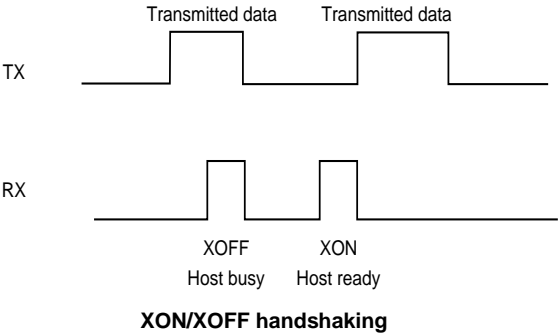 Transmitted data Transmitted data
TX
RX
XOFF XON
Host busy Host ready
XON/XOFF handshaking